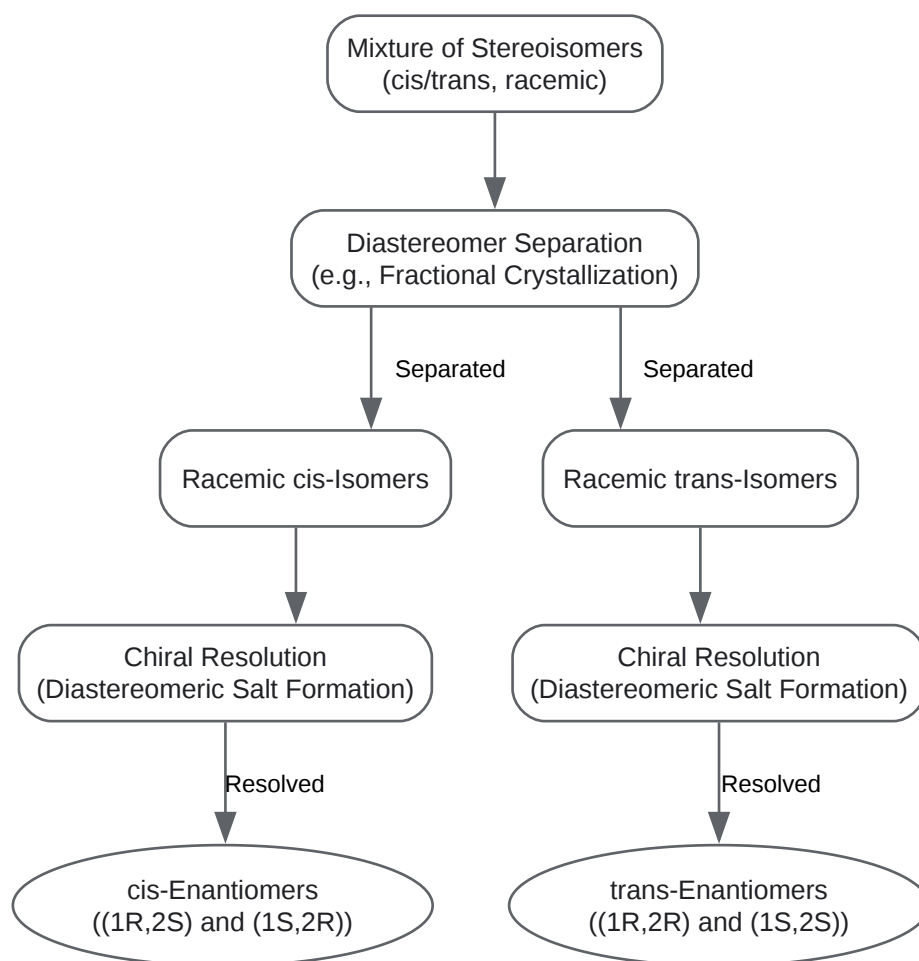 Mixture of Stereoisomers
(cis/trans, racemic)
Diastereomer Separation
(e.g., Fractional Crystallization)
Separated
Separated
Racemic cis-Isomers
Racemic trans-Isomers
Chiral Resolution
(Diastereomeric Salt Formation)
Chiral Resolution
(Diastereomeric Salt Formation)
Resolved
Resolved
cis-Enantiomers
((1R,2S) and (1S,2R))
trans-Enantiomers
((1R,2R) and (1S,2S))